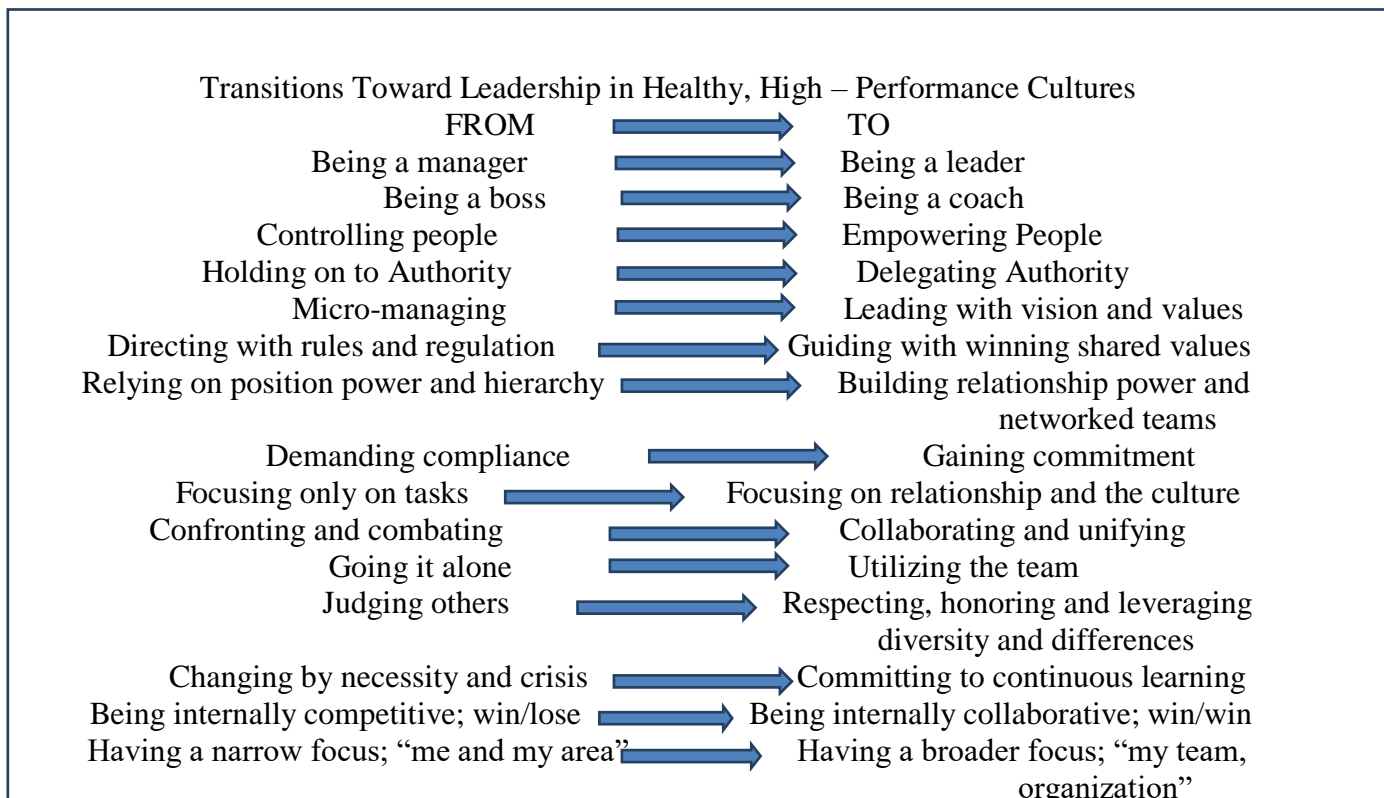 Transitions Toward Leadership in Healthy, High – Performance Cultures
FROM TO
Being a manager Being a leader
Being a boss Being a coach
Controlling people Empowering People
Holding on to Authority Delegating Authority
Micro-managing Leading with vision and values
Directing with rules and regulation Guiding with winning shared values
Relying on position power and hierarchy Building relationship power and
networked teams
Demanding compliance Gaining commitment
Focusing only on tasks Focusing on relationship and the culture
Confronting and combating Collaborating and unifying
Going it alone Utilizing the team
Judging others Respecting, honoring and leveraging
diversity and differences
Changing by necessity and crisis Committing to continuous learning
Being internally competitive; win/lose Being internally collaborative; win/win
Having a narrow focus; “me and my area” Having a broader focus; “my team,
organization”